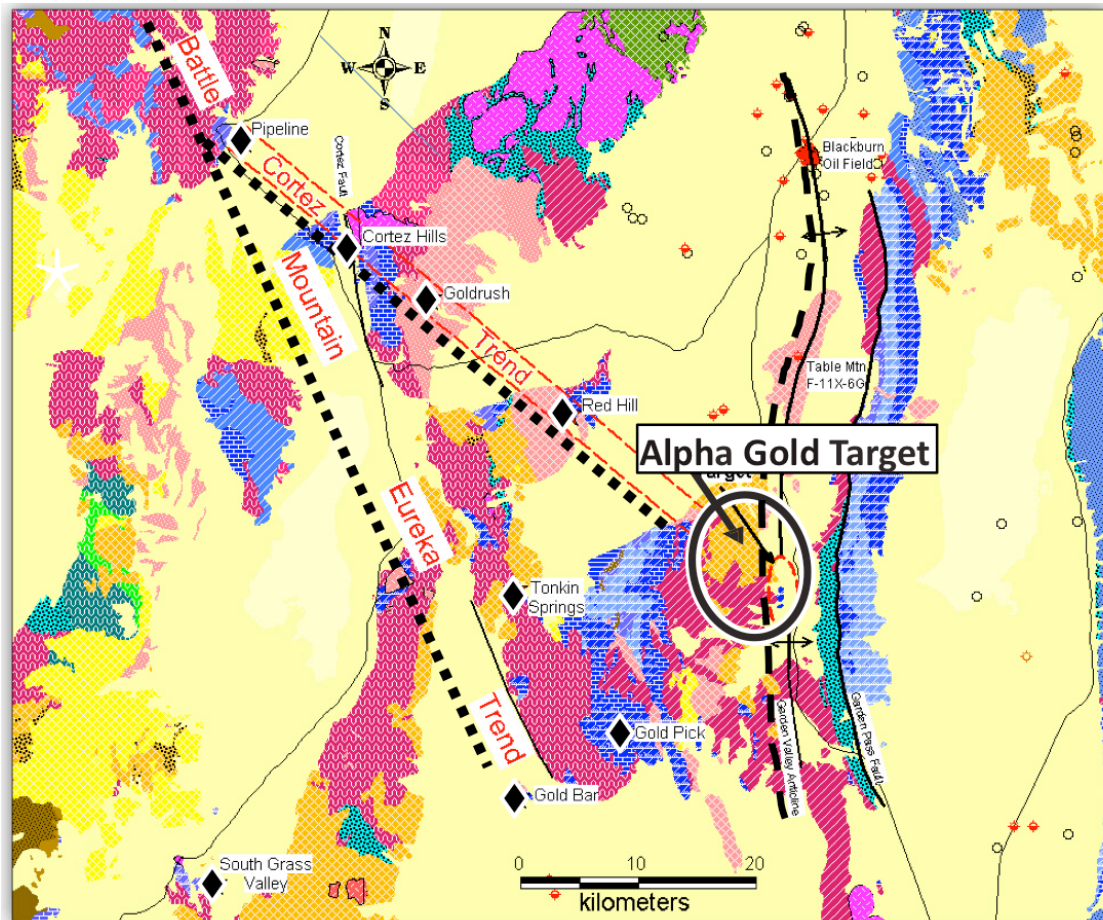 Battle
N
W E
S
Pipeline
Cortez
Cortez Fault
Blackburn
Oil Field
Cortez Hills
Mountain
Goldrush
Trend
Table Mtn.
F-11X-6G
Red Hill
Alpha Gold Target
Target
Eureka
Tonkin
Springs
Trend
Gold Pick
Garden Valley Anticline
Garden Pass Fault
Gold Bar
South Grass
Valley
0 10 20
kilometers